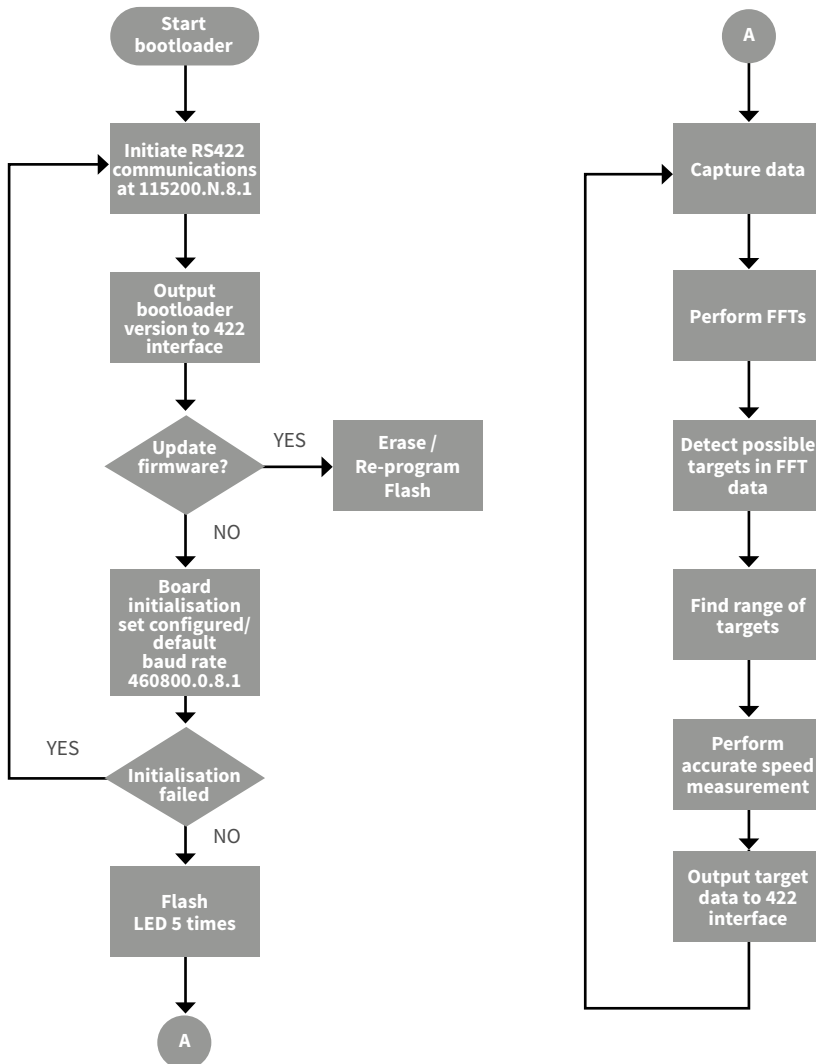 Start
bootloader
Initiate RS422
communications
at 115200.N.8.1
Output
bootloader
version to 422
interface
Update
firmware?
YES
Erase /
Re-program
Flash
NO
Board
initialisation
set configured/
default
baud rate
460800.0.8.1
YES
Initialisation
failed
NO
Flash
LED 5 times
A
A
Capture data
Perform FFTs
Detect possible
targets in FFT
data
Find range of
targets
Perform
accurate speed
measurement
Output target
data to 422
interface